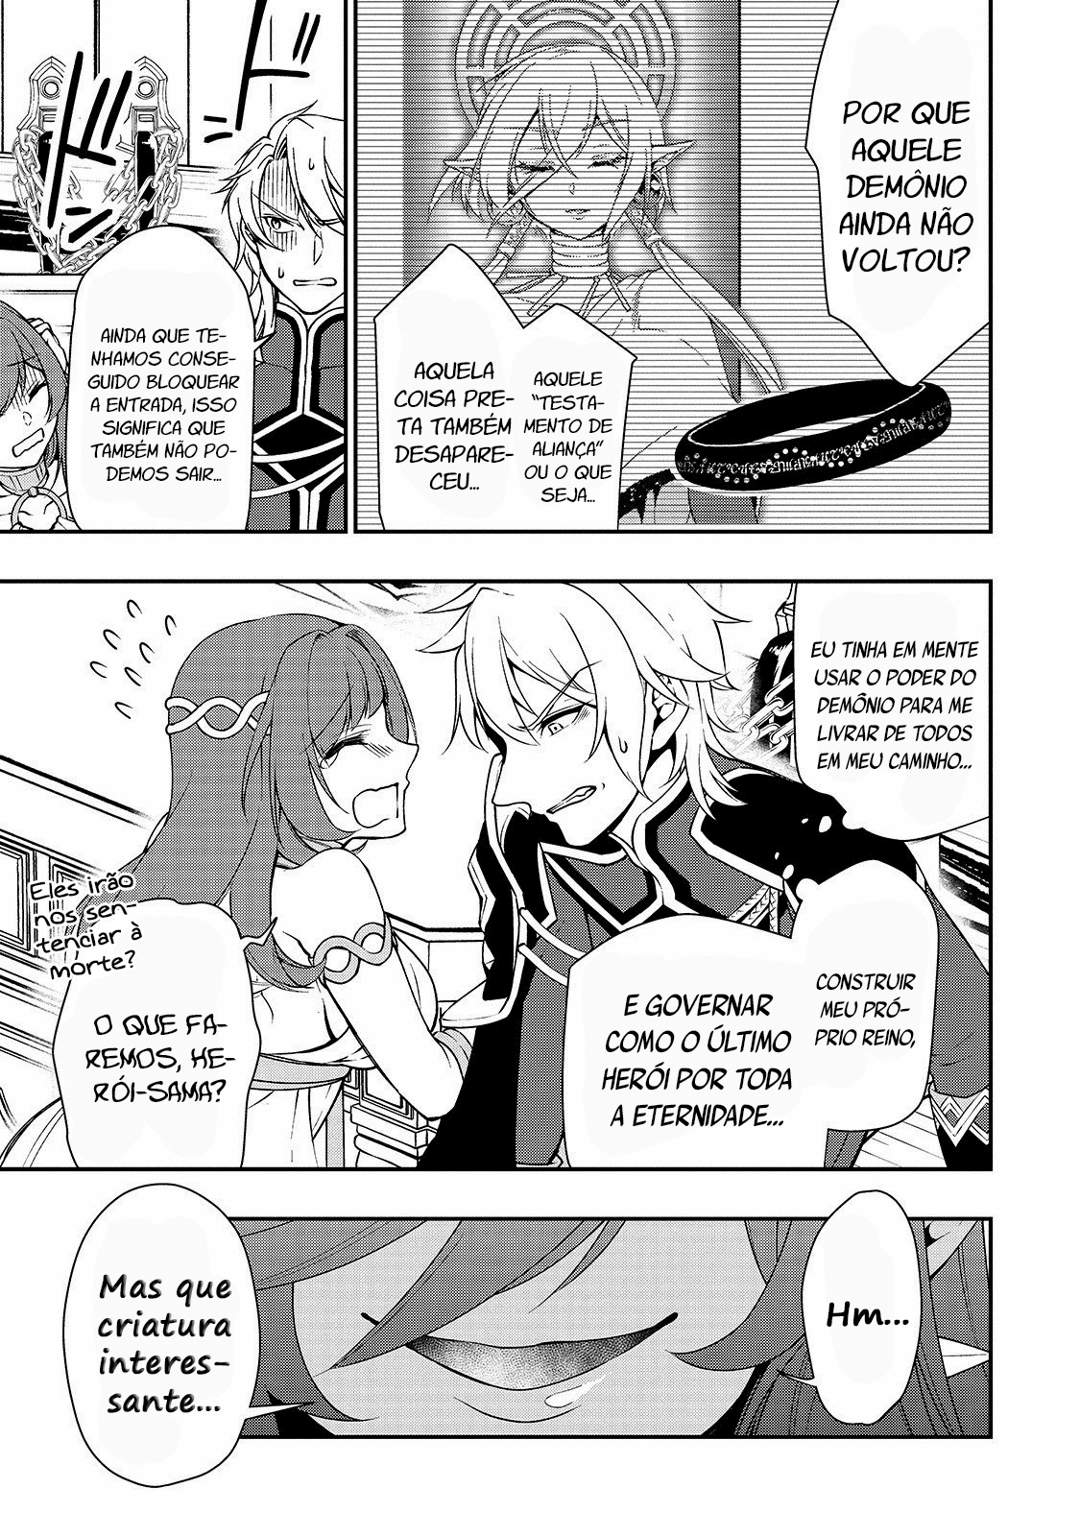 POR QUE
AQUELE
DEMÔNIO
AINDA NÃO
VOLTOU?
AQUELE
"TESTA-
MENTO DE
ALIANÇA"
OU O QUE
SEJA...
AQUELA
COISA PRE-
TA TAMBÉM
DESAPARE-
CEU...
AINDA QUE TE-
NHAMOS CONSE-
GUIDO BLOQUEAR
A ENTRADA, ISSO
SIGNIFICA QUE
TAMBÉM NÃO PO-
DEMOS SAIR...
EU TINHA EM MENTE
USAR O PODER DO
DEMÔNIO PARA ME
LIVRAR DE TODOS
EM MEU CAMINHO...
CONSTRUIR
MEU PRÓ-
PRIO REINO,
E GOVERNAR
COMO O ÚLTIMO
HERÓI POR TODA
A ETERNIDADE...
Eles irão
nos sen-
tenciar à
morte?
O QUE FA-
REMOS, HE-
RÓI-SAMA?
Hm...
Mas que
criatura
interes-
sante...